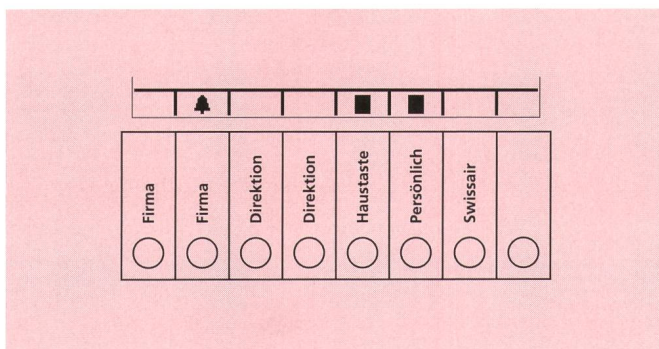 Firma
Firma
Direktion
Direktion
Haustaste
Persönlich
Swissair